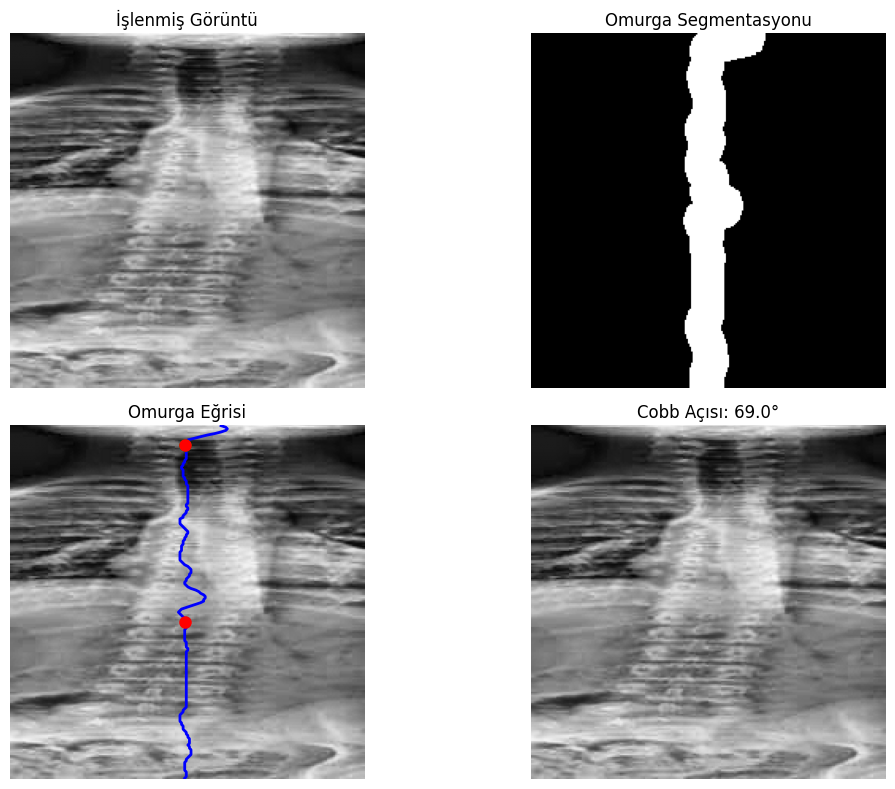 İşlenmiş Görüntü
Omurga Segmentasyonu
Omurga Eğrisi
Cobb Açısı: 69.0°